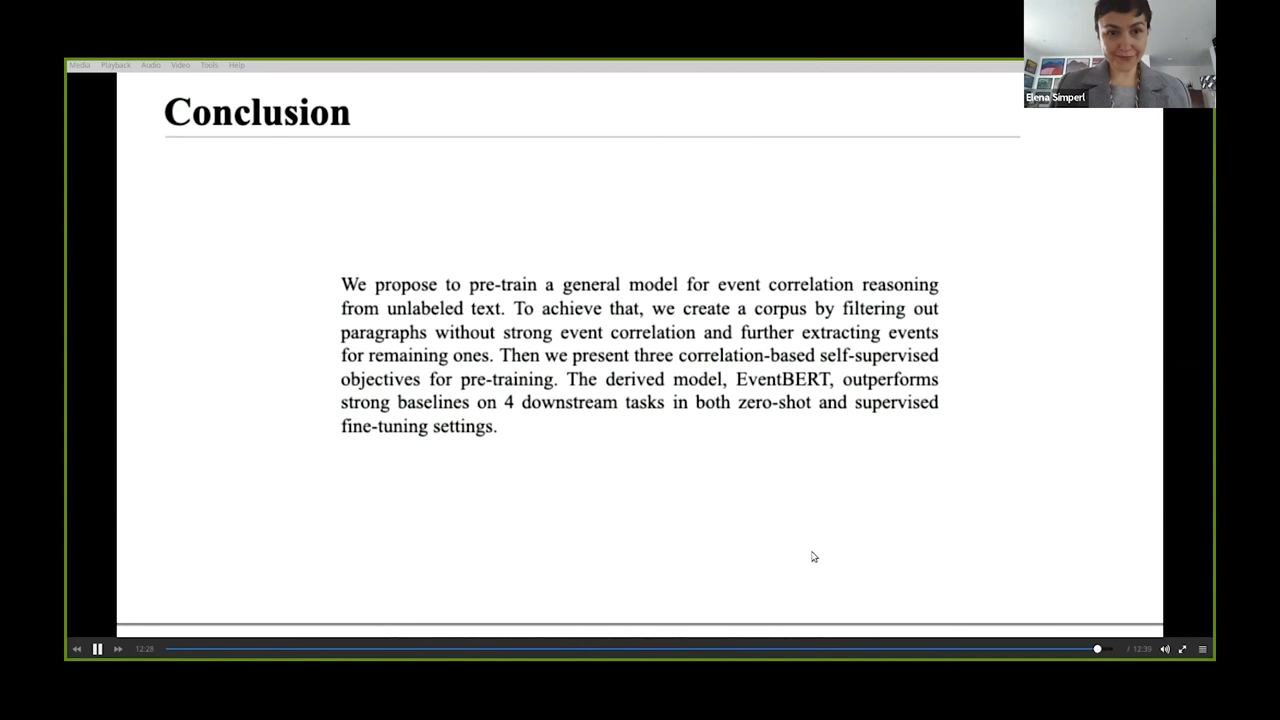 Media Playback Audio Video Tools Help
Elena Simperl
Conclusion
We propose to pre-train a general model for event correlation reasoning
from unlabeled text. To achieve that, we create a corpus by filtering out
paragraphs without strong event correlation and further extracting events
for remaining ones. Then we present three correlation-based self-supervised
objectives for pre-training. The derived model, EventBERT, outperforms
strong baselines on 4 downstream tasks in both zero-shot and supervised
fine-tuning settings.
12:28 / 12:39